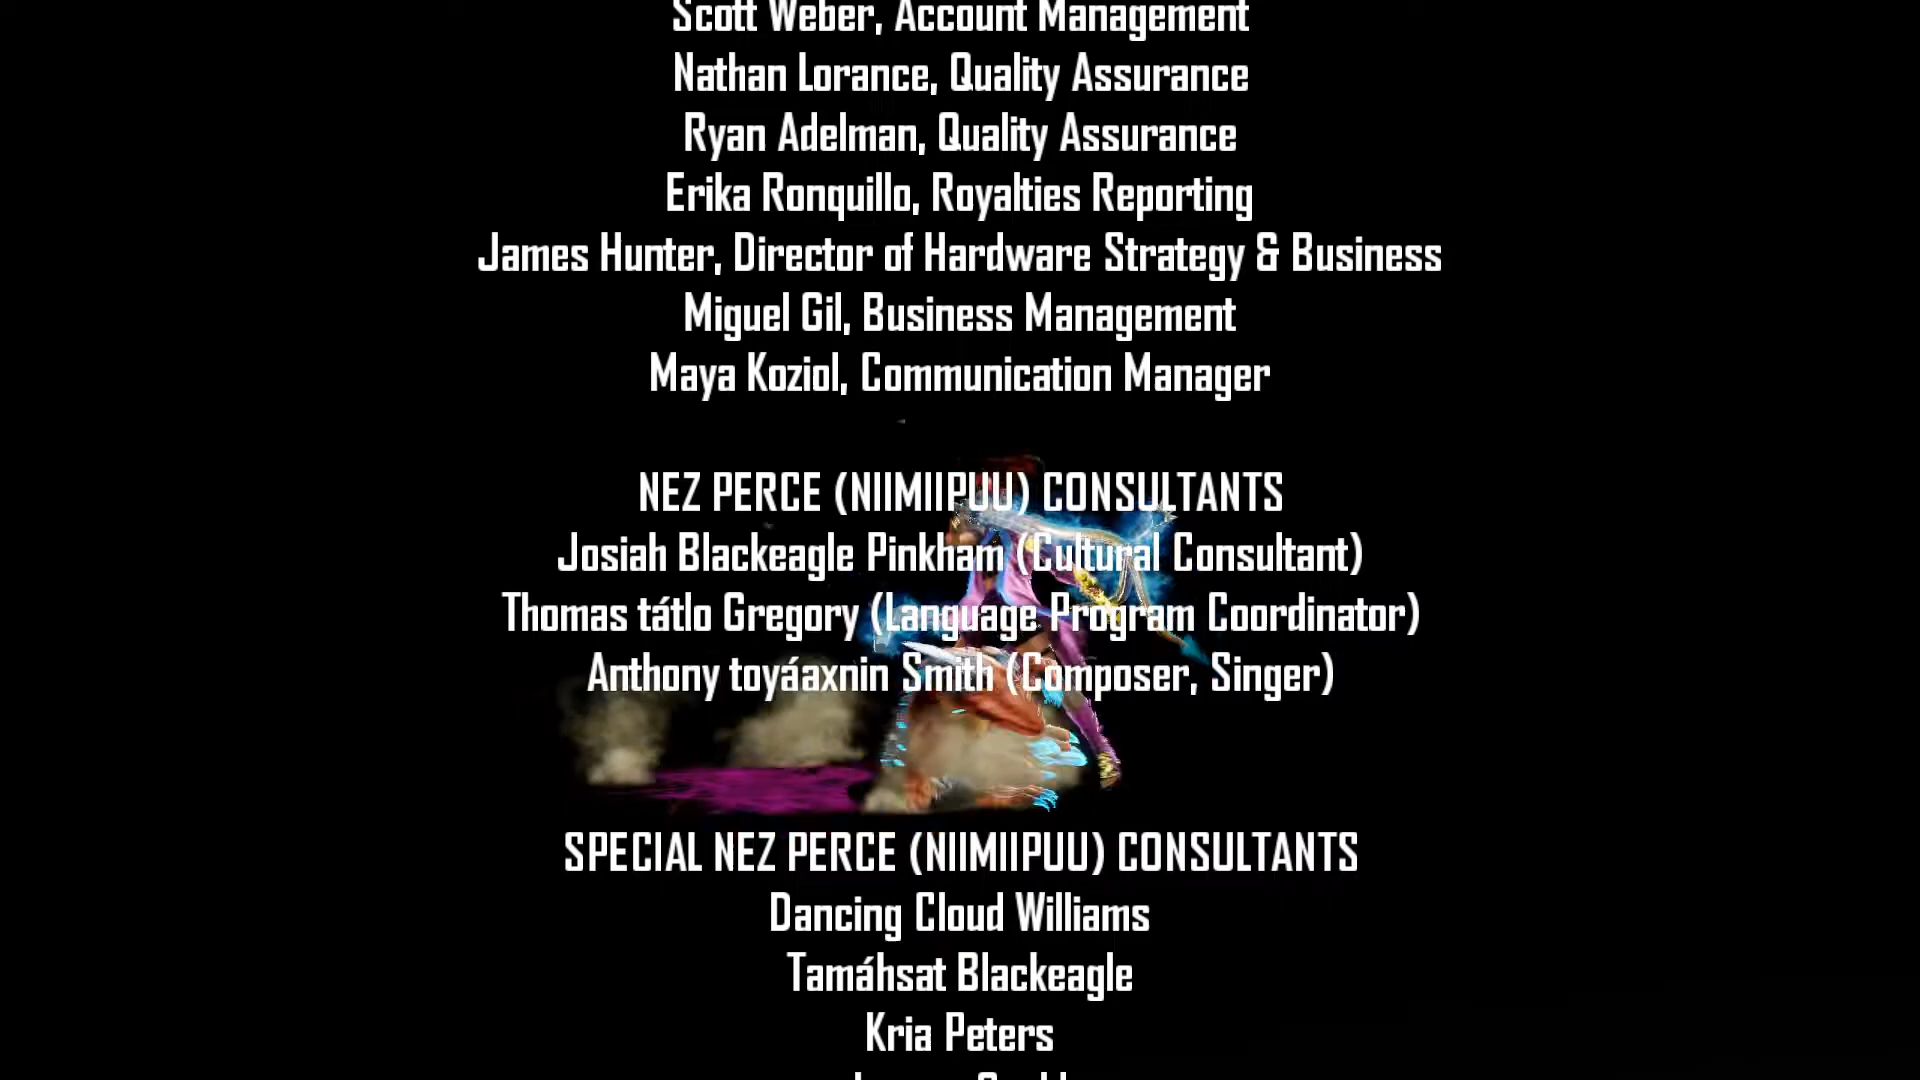 Scott Weber, Account Management
Nathan Lorance, Quality Assurance
Ryan Adelman, Quality Assurance
Erika Ronquillo, Royalties Reporting
James Hunter, Director of Hardware Strategy & Business
Miguel Gil, Business Management
Maya Koziol, Communication Manager
NEZ PERCE (NIIMIIPUU) CONSULTANTS
Josiah Blackeagle Pinkham (Cultural Consultant)
Thomas tátlo Gregory (Language Program Coordinator)
Anthony toyáaxnin Smith (Composer, Singer)
SPECIAL NEZ PERCE (NIIMIIPUU) CONSULTANTS
Dancing Cloud Williams
Tamáhsat Blackeagle
Kria Peters